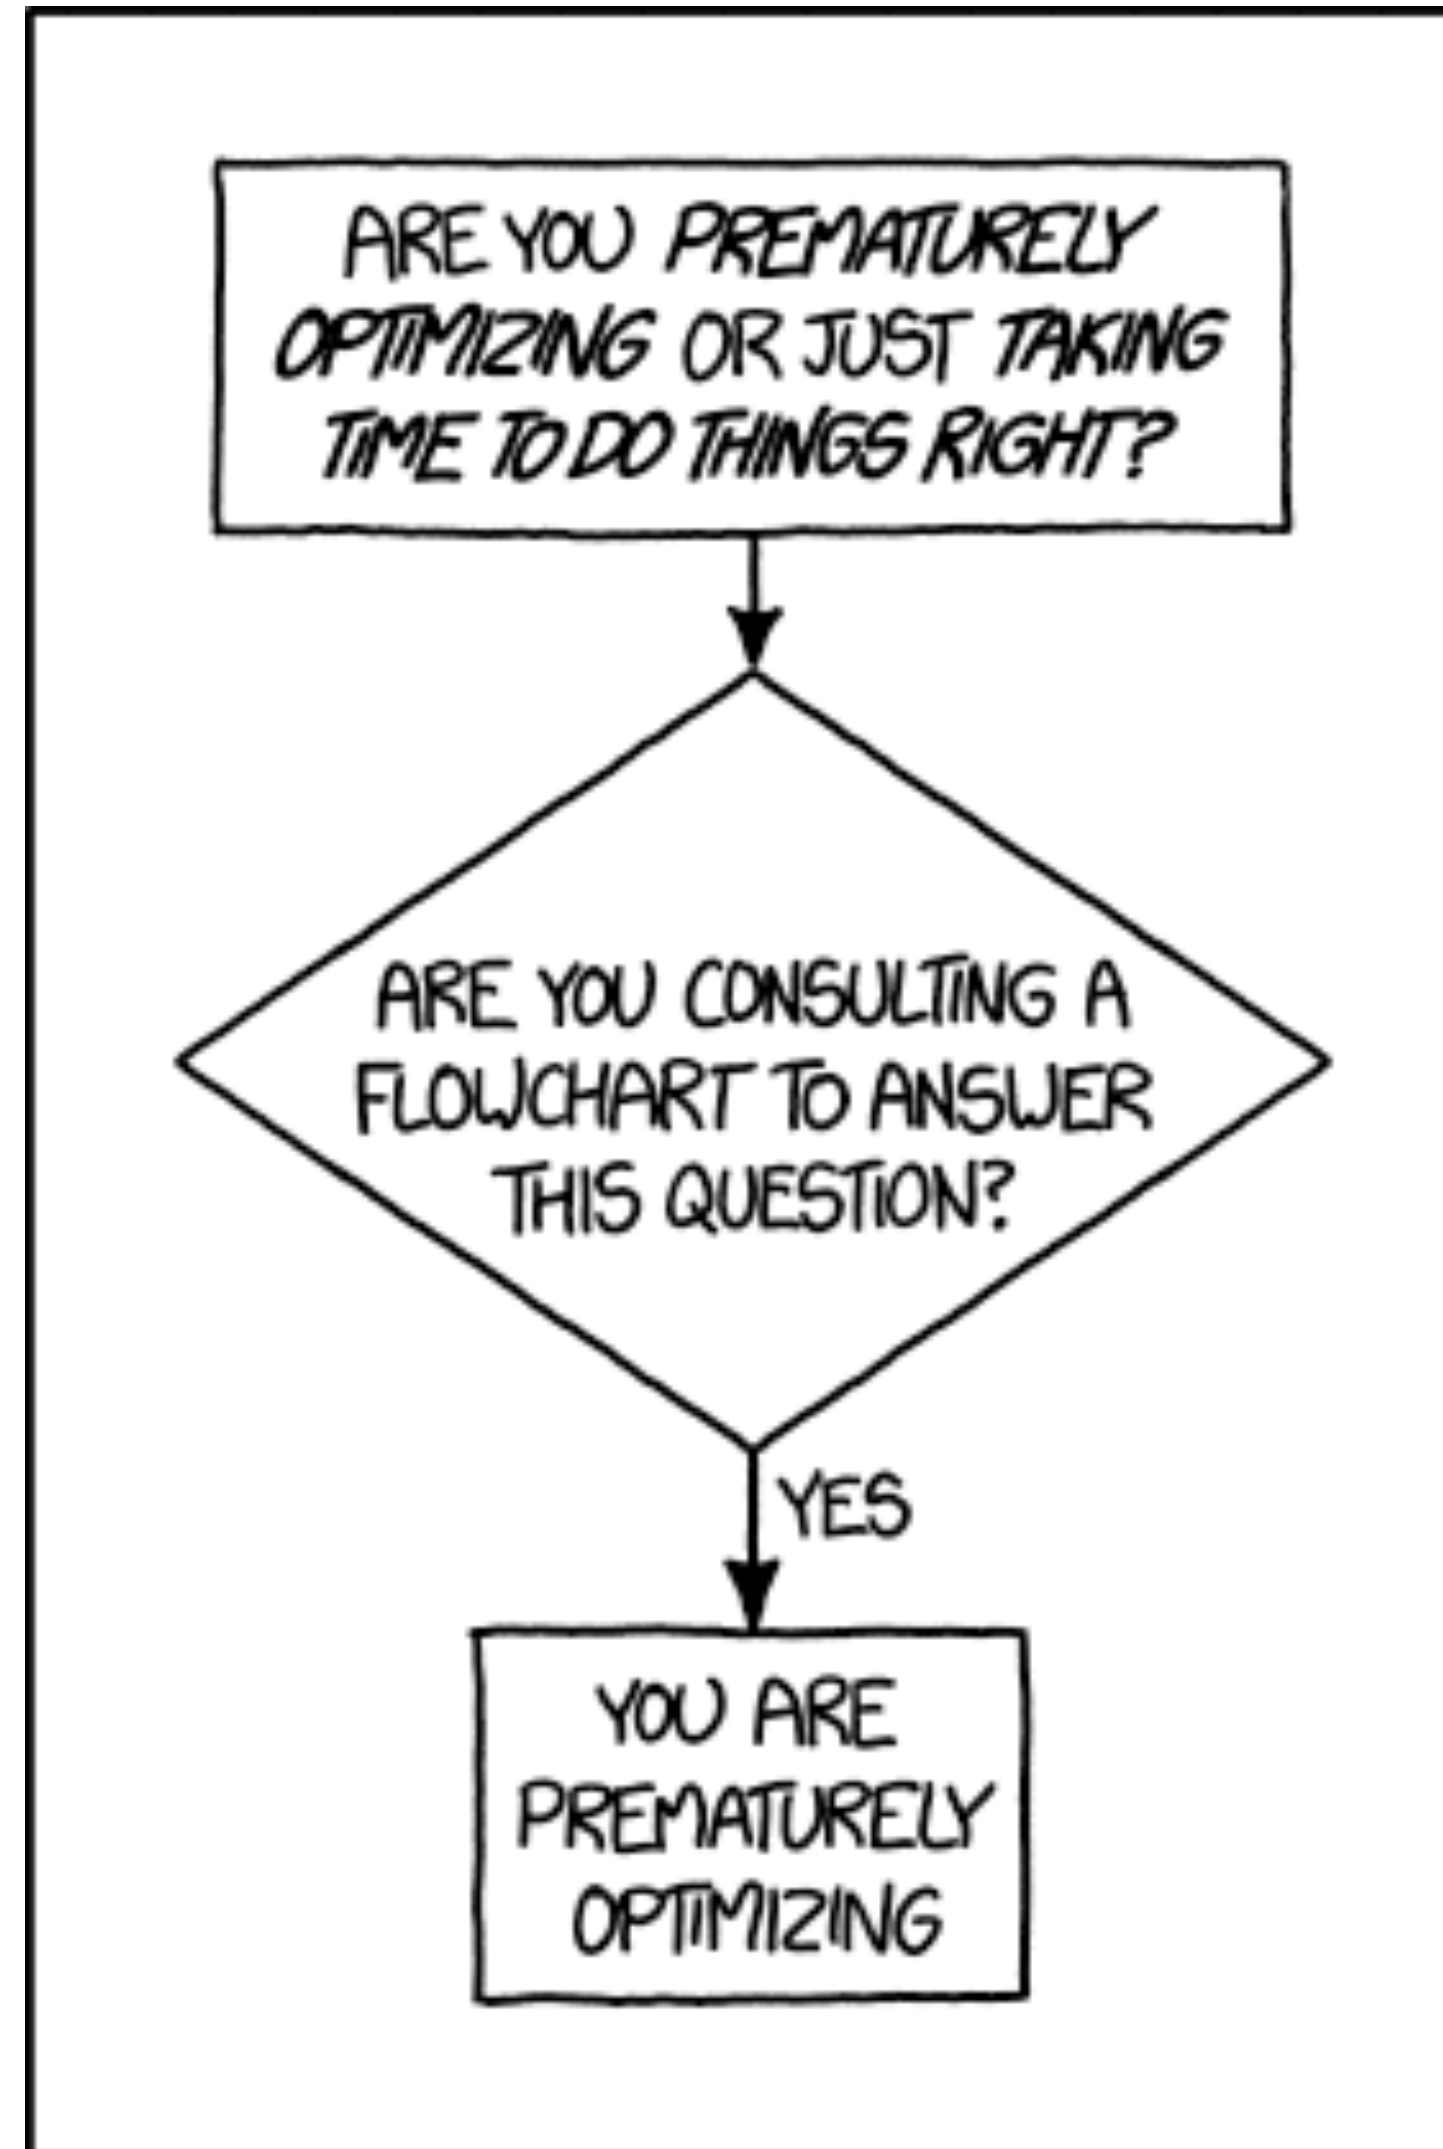 ARE YOU PREMATURELY
OPTIMIZING OR JUST TAKING
TIME TO DO THINGS RIGHT?
ARE YOU CONSULTING A
FLOWCHART TO ANSWER
THIS QUESTION?
YES
YOU ARE
PREMATURELY
OPTIMIZING